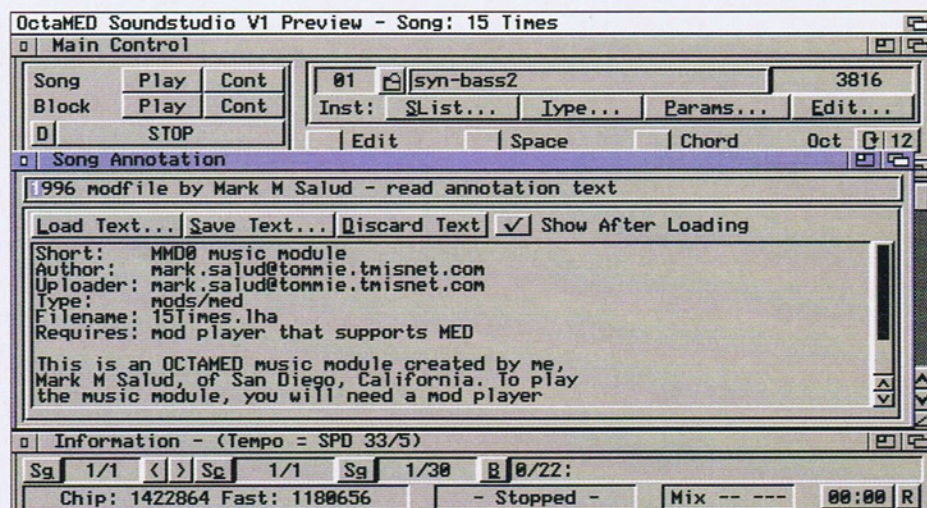 OctaMED Soundstudio V1 Preview - Song: 15 Times
Main Control
Song Play Cont 01 syn-bass2 3816
Block Play Cont Inst: SList... Type... Params... Edit...
D STOP Edit Space Chord Oct 12
Song Annotation
1996 modfile by Mark M Salud - read annotation text
Load Text... Save Text... Discard Text Show After Loading
Short: MMD0 music module
Author: mark.salud@tommie.tmisnet.com
Uploader: mark.salud@tommie.tmisnet.com
Type: mods/med
Filename: 15Times.lha
Requires: mod player that supports MED
This is an OCTAMED music module created by me,
Mark M Salud, of San Diego, California. To play
the music module, you will need a mod player
Information - (Tempo = SPD 33/5)
Sg 1/1 < > Sc 1/1 Sq 1/30 B 0/22:
Chip: 1422864 Fast: 1180656 - Stopped - Mix -- --- 00:00 R